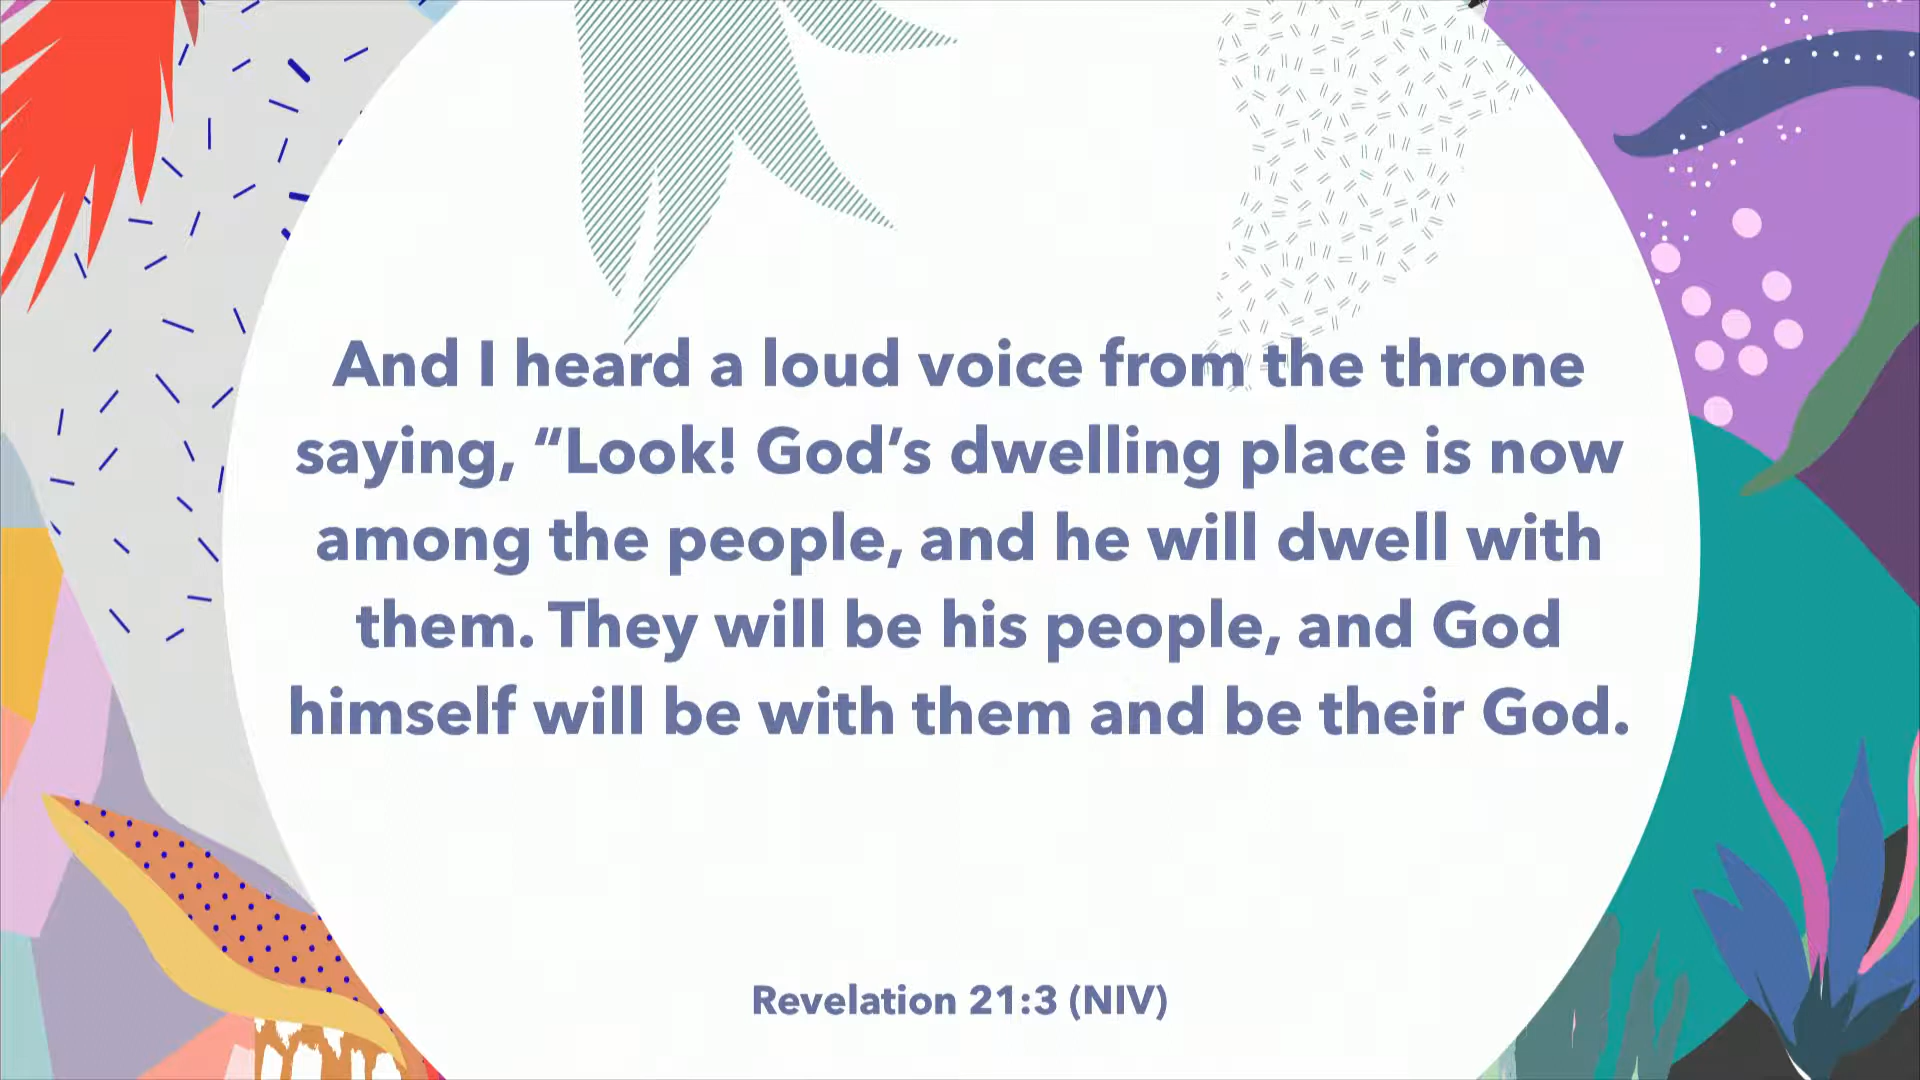 And I heard a loud voice from the throne
saying, “Look! God’s dwelling place is now
among the people, and he will dwell with
them. They will be his people, and God
himself will be with them and be their God.
Revelation 21:3 (NIV)